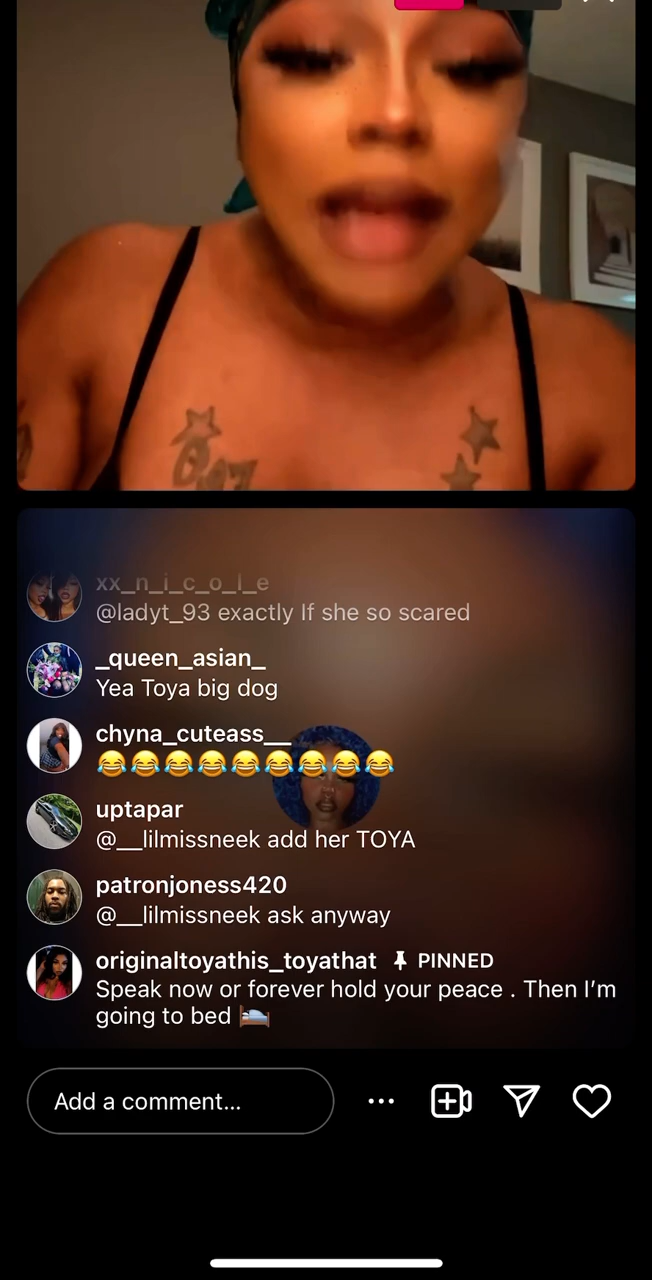 xx_n_i_c_o_l_e
@ladyt_93 exactly If she so scared
_queen_asian_
Yea Toya big dog
chyna_cuteass__
😂😂😂😂😂😂😂😂😂
uptapar
@__lilmissneek add her TOYA
patronjoness420
@__lilmissneek ask anyway
originaltoyathis_toyathat PINNED
Speak now or forever hold your peace . Then I’m
going to bed 🛌
Add a comment...